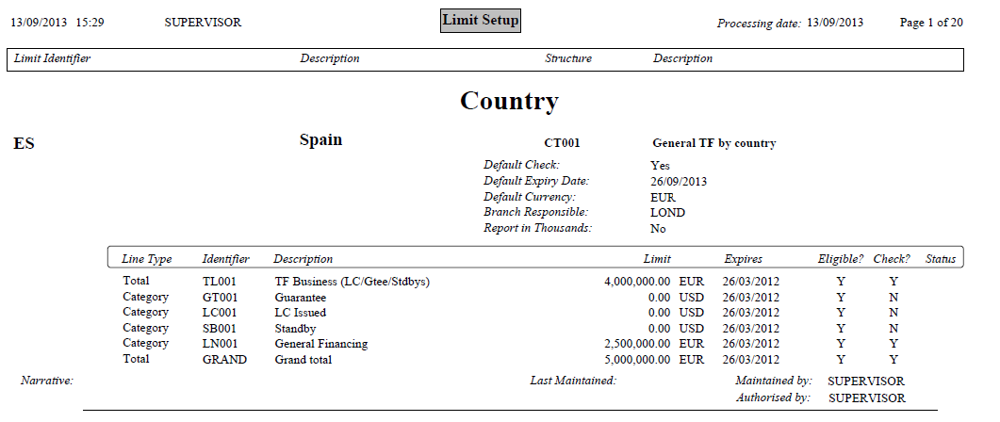 13/09/2013 15:29 SUPERVISOR Limit Setup Processing date: 13/09/2013 Page 1 of 20
Limit Identifier Description Structure Description
Country
ES Spain CT001 General TF by country
Default Check: Yes
Default Expiry Date: 26/09/2013
Default Currency: EUR
Branch Responsible: LOND
Report in Thousands: No
Line Type Identifier Description Limit Expires Eligible? Check? Status
Total TL001 TF Business (LC/Gtee/Stdbys) 4,000,000.00 EUR 26/03/2012 Y Y
Category GT001 Guarantee 0.00 USD 26/03/2012 Y N
Category LC001 LC Issued 0.00 USD 26/03/2012 Y N
Category SB001 Standby 0.00 USD 26/03/2012 Y N
Category LN001 General Financing 2,500,000.00 EUR 26/03/2012 Y Y
Total GRAND Grand total 5,000,000.00 EUR 26/03/2012 Y Y
Narrative: Last Maintained: Maintained by: SUPERVISOR
Authorised by: SUPERVISOR